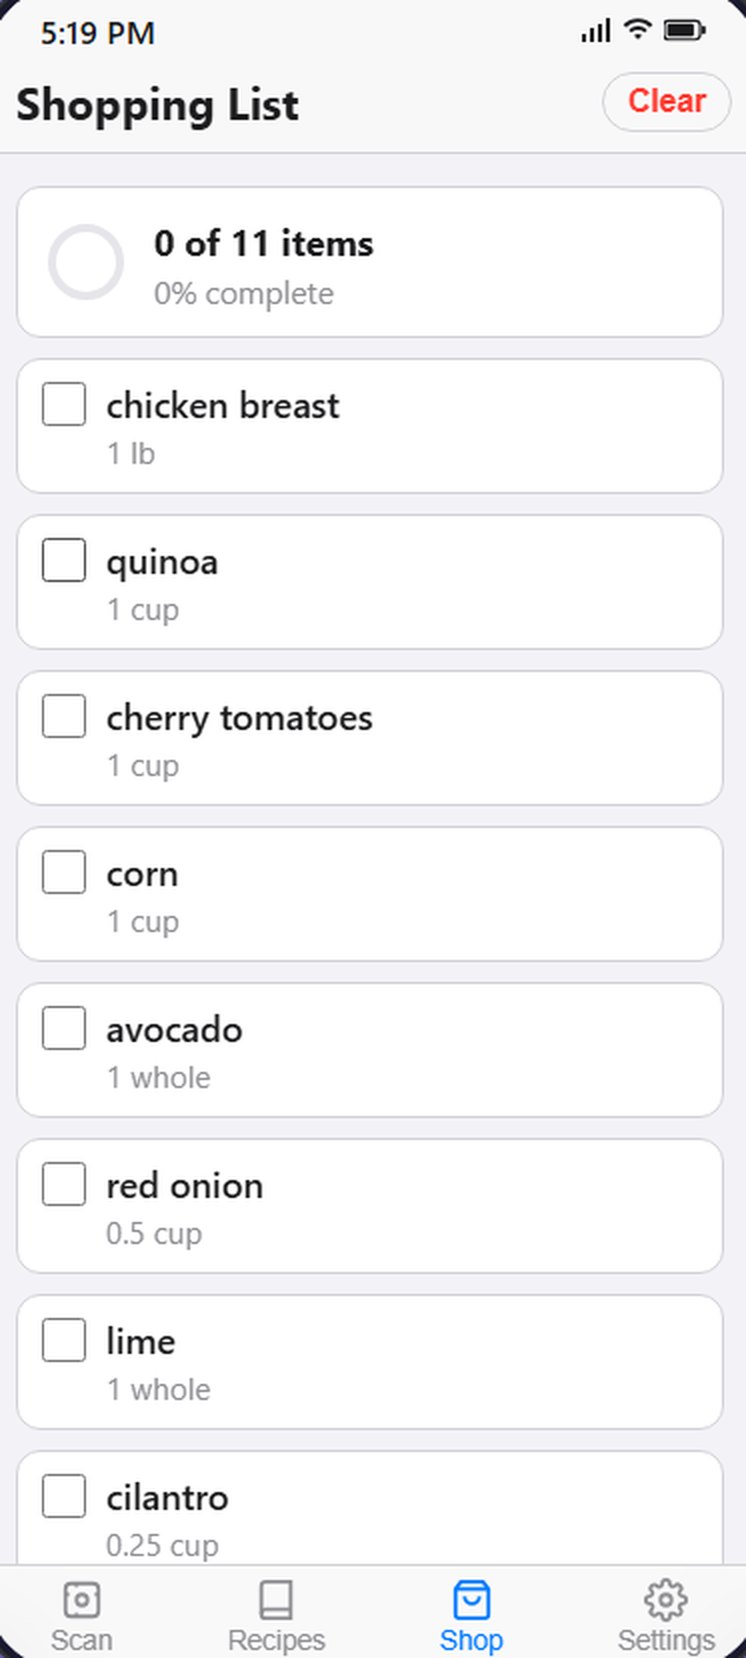 5:19 PM
Shopping List
Clear
0 of 11 items
0% complete
chicken breast
1 lb
quinoa
1 cup
cherry tomatoes
1 cup
corn
1 cup
avocado
1 whole
red onion
0.5 cup
lime
1 whole
cilantro
0.25 cup
Scan
Recipes
Shop
Settings